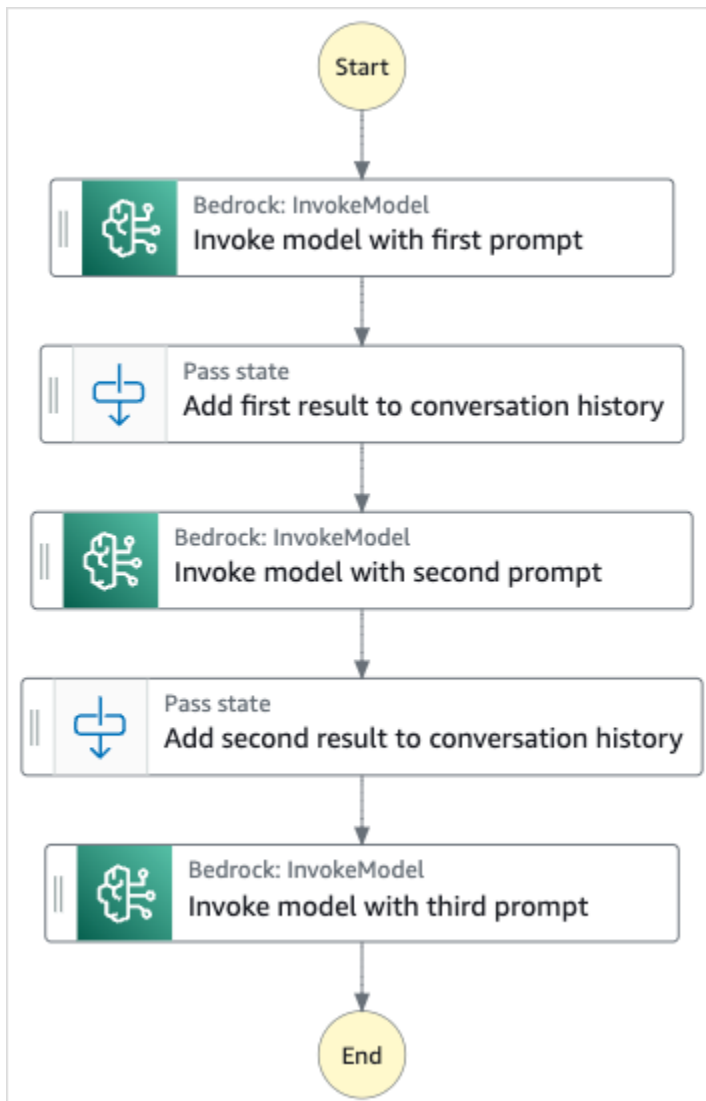 Start
Bedrock: InvokeModel
Invoke model with first prompt
Pass state
Add first result to conversation history
Bedrock: InvokeModel
Invoke model with second prompt
Pass state
Add second result to conversation history
Bedrock: InvokeModel
Invoke model with third prompt
End